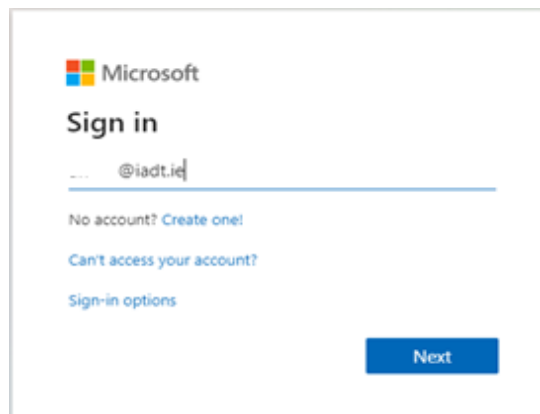 Microsoft
Sign in
@iadt.ie
No account? Create one!
Can't access your account?
Sign-in options
Next